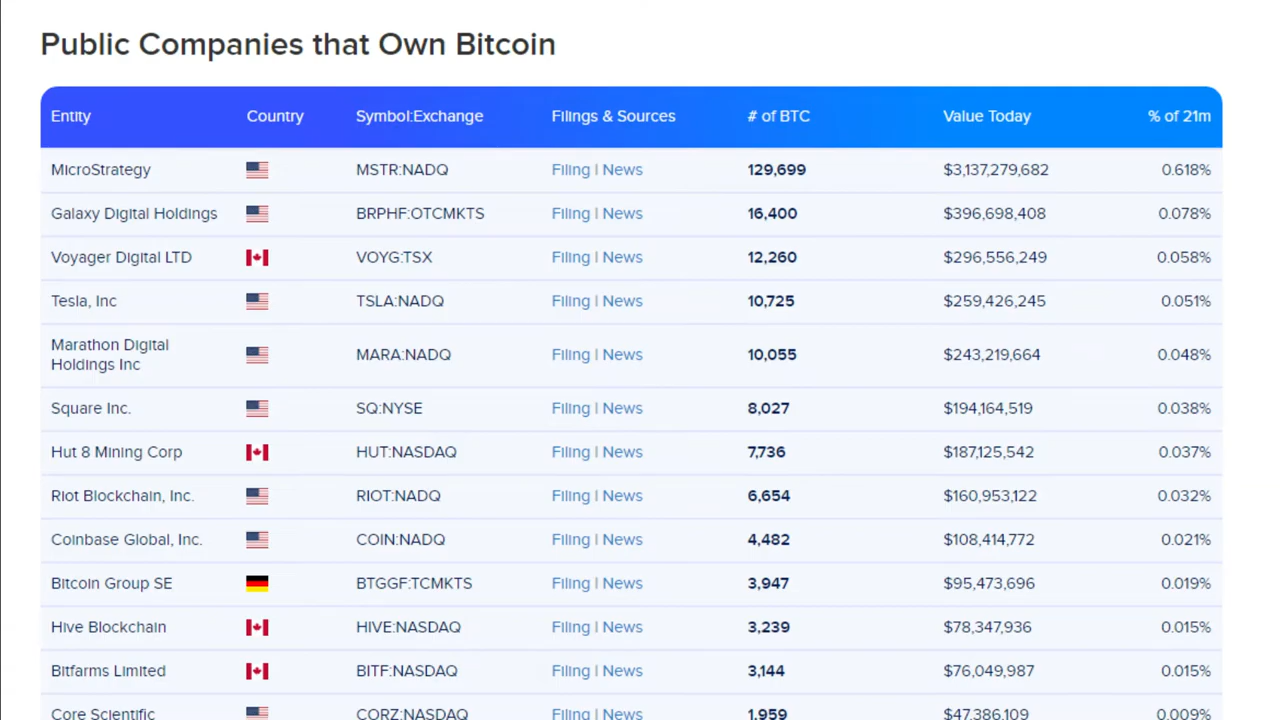 Public Companies that Own Bitcoin
Entity Country Symbol:Exchange Filings & Sources # of BTC Value Today % of 21m
MicroStrategy MSTR:NADQ Filing | News 129,699 $3,137,279,682 0.618%
Galaxy Digital Holdings BRPHF:OTCMKTS Filing | News 16,400 $396,698,408 0.078%
Voyager Digital LTD VOYG:TSX Filing | News 12,260 $296,556,249 0.058%
Tesla, Inc TSLA:NADQ Filing | News 10,725 $259,426,245 0.051%
Marathon Digital
Holdings Inc MARA:NADQ Filing | News 10,055 $243,219,664 0.048%
Square Inc. SQ:NYSE Filing | News 8,027 $194,164,519 0.038%
Hut 8 Mining Corp HUT:NASDAQ Filing | News 7,736 $187,125,542 0.037%
Riot Blockchain, Inc. RIOT:NADQ Filing | News 6,654 $160,953,122 0.032%
Coinbase Global, Inc. COIN:NADQ Filing | News 4,482 $108,414,772 0.021%
Bitcoin Group SE BTGGF:TCMKTS Filing | News 3,947 $95,473,696 0.019%
Hive Blockchain HIVE:NASDAQ Filing | News 3,239 $78,347,936 0.015%
Bitfarms Limited BITF:NASDAQ Filing | News 3,144 $76,049,987 0.015%
Core Scientific CORZ:NASDAQ Filing | News 1,959 $47,386,109 0.009%